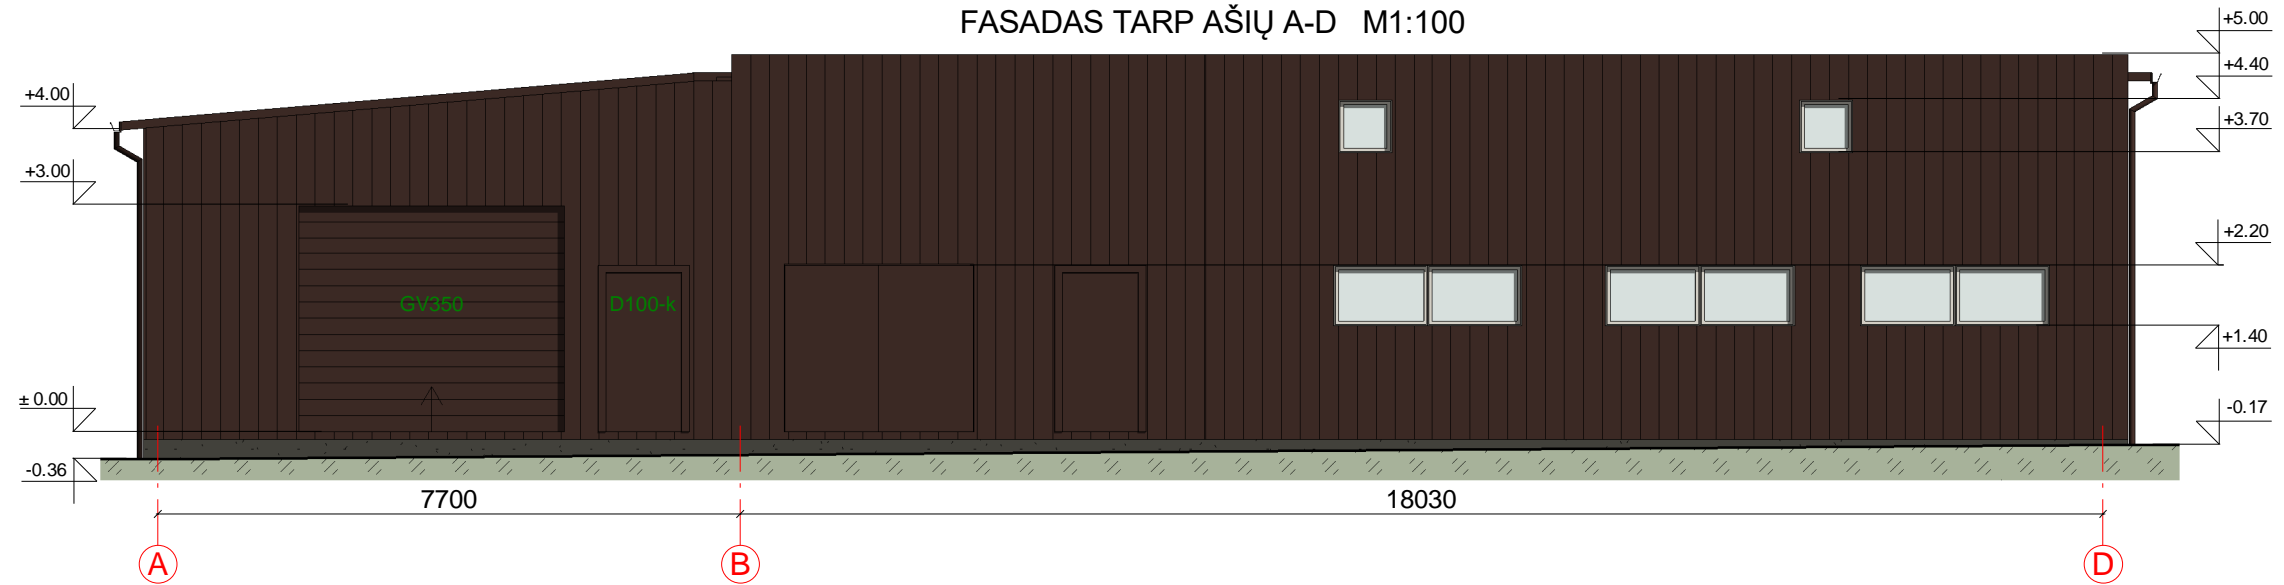 FASADAS TARP AŠIŲ A-D M1:100
+5.00
+4.40
+4.00
+3.70
+3.00
+2.20
GV350
D100-k
+1.40
± 0.00
-0.17
-0.36
7700
18030
A
B
D